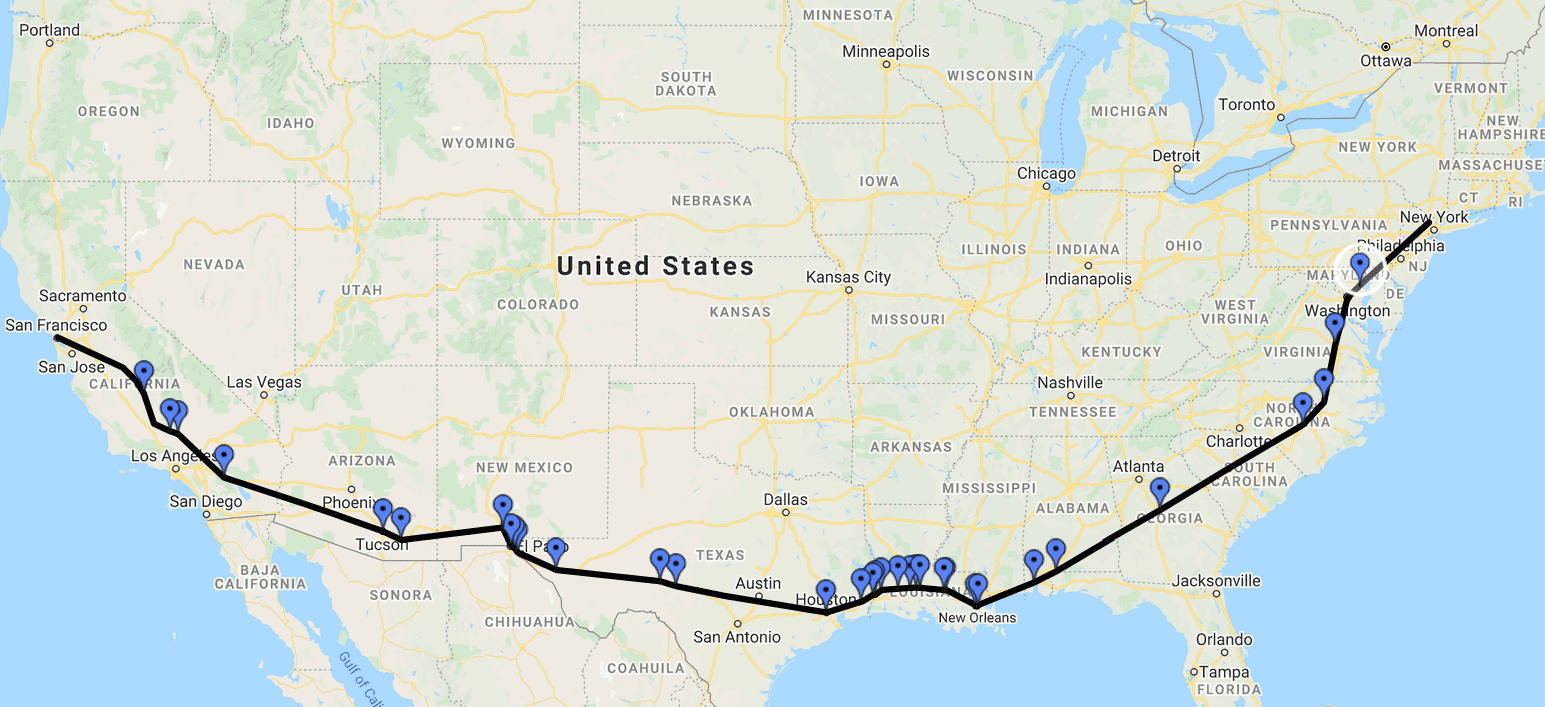 MINNESOTA
Portland
Montreal
Minneapolis
Ottawa
WISCONSIN
SOUTH
DAKOTA
VERMONT
OREGON
MICHIGAN
Toronto
IDAHO
NEW
HAMPSHIRE
WYOMING
NEW YORK
Detroit
MASSACHUSE
Chicago
IOWA
NEBRASKA
CT
RI
New York
PENNSYLVANIA
Philadelphia
ILLINOIS
INDIANA
OHIO
NEVADA
United States
NJ
MARYLAND
Kansas City
Indianapolis
UTAH
DE
Sacramento
COLORADO
WEST
VIRGINIA
KANSAS
MISSOURI
Washington
San Francisco
KENTUCKY
VIRGINIA
San Jose
CALIFORNIA
Las Vegas
Nashville
OKLAHOMA
TENNESSEE
NORTH
CAROLINA
Charlotte
ARKANSAS
Los Angeles
ARIZONA
NEW MEXICO
Atlanta
SOUTH
CAROLINA
MISSISSIPPI
San Diego
Phoenix
Dallas
ALABAMA
GEORGIA
Tucson
El Paso
TEXAS
BAJA
CALIFORNIA
Austin
Jacksonville
SONORA
Houston
LOUISIANA
CHIHUAHUA
New Orleans
San Antonio
Orlando
COAHUILA
Gulf of Cali
Tampa
FLORIDA